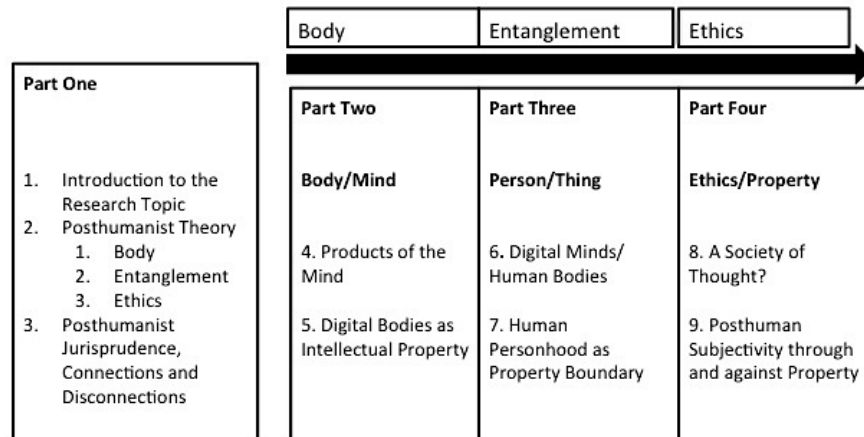 Body
Entanglement
Ethics
Part One
1. Introduction to the
Research Topic
2. Posthumanist Theory
1. Body
2. Entanglement
3. Ethics
3. Posthumanist
Jurisprudence,
Connections and
Disconnections
Part Two
Body/Mind
4. Products of the
Mind
5. Digital Bodies as
Intellectual Property
Part Three
Person/Thing
6. Digital Minds/
Human Bodies
7. Human
Personhood as
Property Boundary
Part Four
Ethics/Property
8. A Society of
Thought?
9. Posthuman
Subjectivity through
and against Property